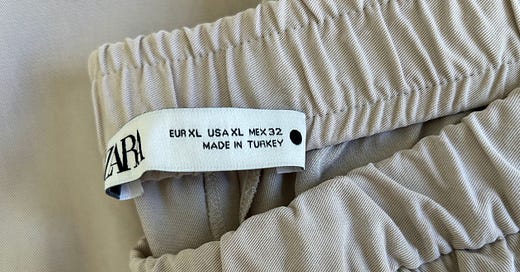 ZARA
EUR XL USA XL MEX 32
MADE IN TURKEY